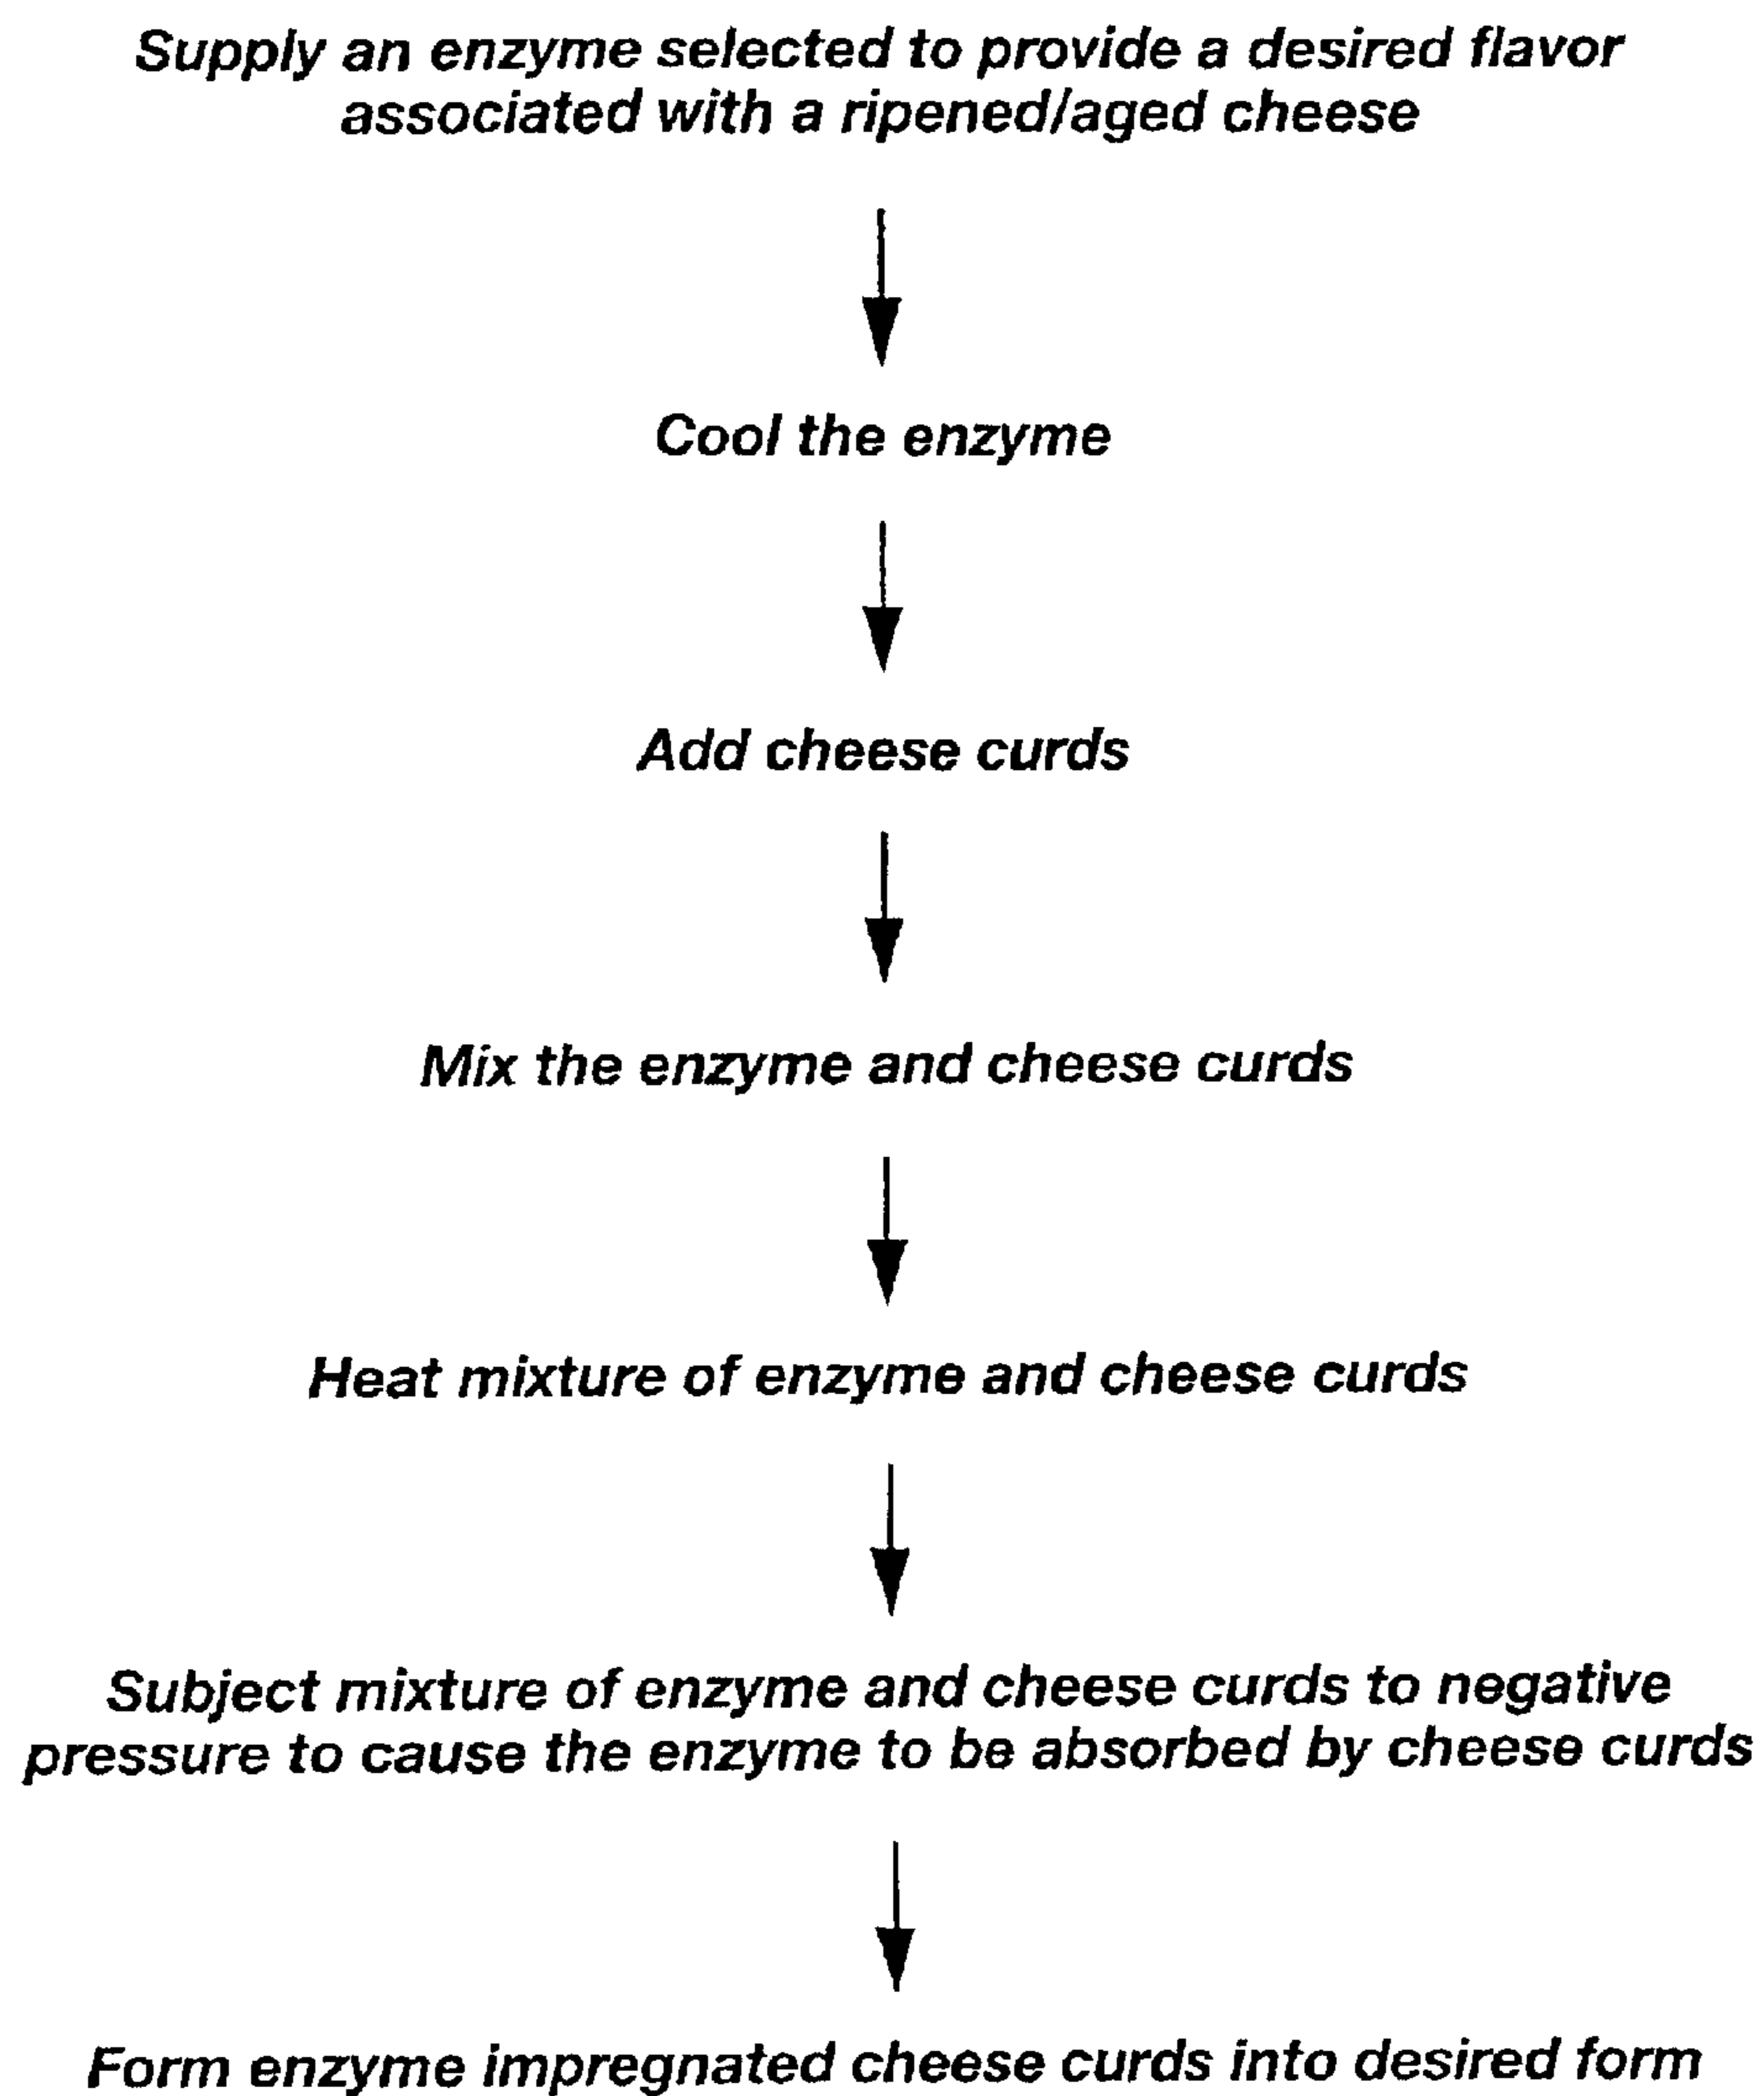 Supply an enzyme selected to provide a desired flavor
associated with a ripened/aged cheese
Cool the enzyme
Add cheese curds
Mix the enzyme and cheese curds
Heat mixture of enzyme and cheese curds
Subject mixture of enzyme and cheese curds to negative
pressure to cause the enzyme to be absorbed by cheese curds
Form enzyme impregnated cheese curds into desired form